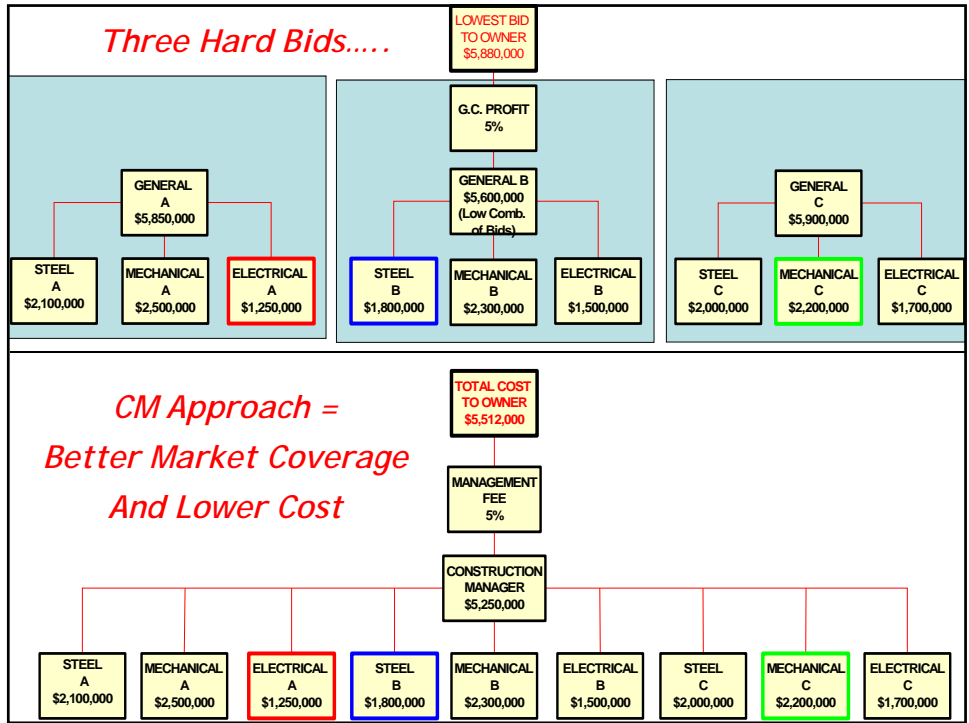 Three Hard Bids.....
LOWEST BID
TO OWNER
$5,880,000
G.C. PROFIT
5%
GENERAL
A
$5,850,000
GENERAL B
$5,600,000
(Low Comb.
of Bids)
GENERAL
C
$5,900,000
STEEL
A
$2,100,000
MECHANICAL
A
$2,500,000
ELECTRICAL
A
$1,250,000
STEEL
B
$1,800,000
MECHANICAL
B
$2,300,000
ELECTRICAL
B
$1,500,000
STEEL
C
$2,000,000
MECHANICAL
C
$2,200,000
ELECTRICAL
C
$1,700,000
CM Approach =
Better Market Coverage
And Lower Cost
TOTAL COST
TO OWNER
$5,512,000
MANAGEMENT
FEE
5%
CONSTRUCTION
MANAGER
$5,250,000
STEEL
A
$2,100,000
MECHANICAL
A
$2,500,000
ELECTRICAL
A
$1,250,000
STEEL
B
$1,800,000
MECHANICAL
B
$2,300,000
ELECTRICAL
B
$1,500,000
STEEL
C
$2,000,000
MECHANICAL
C
$2,200,000
ELECTRICAL
C
$1,700,000